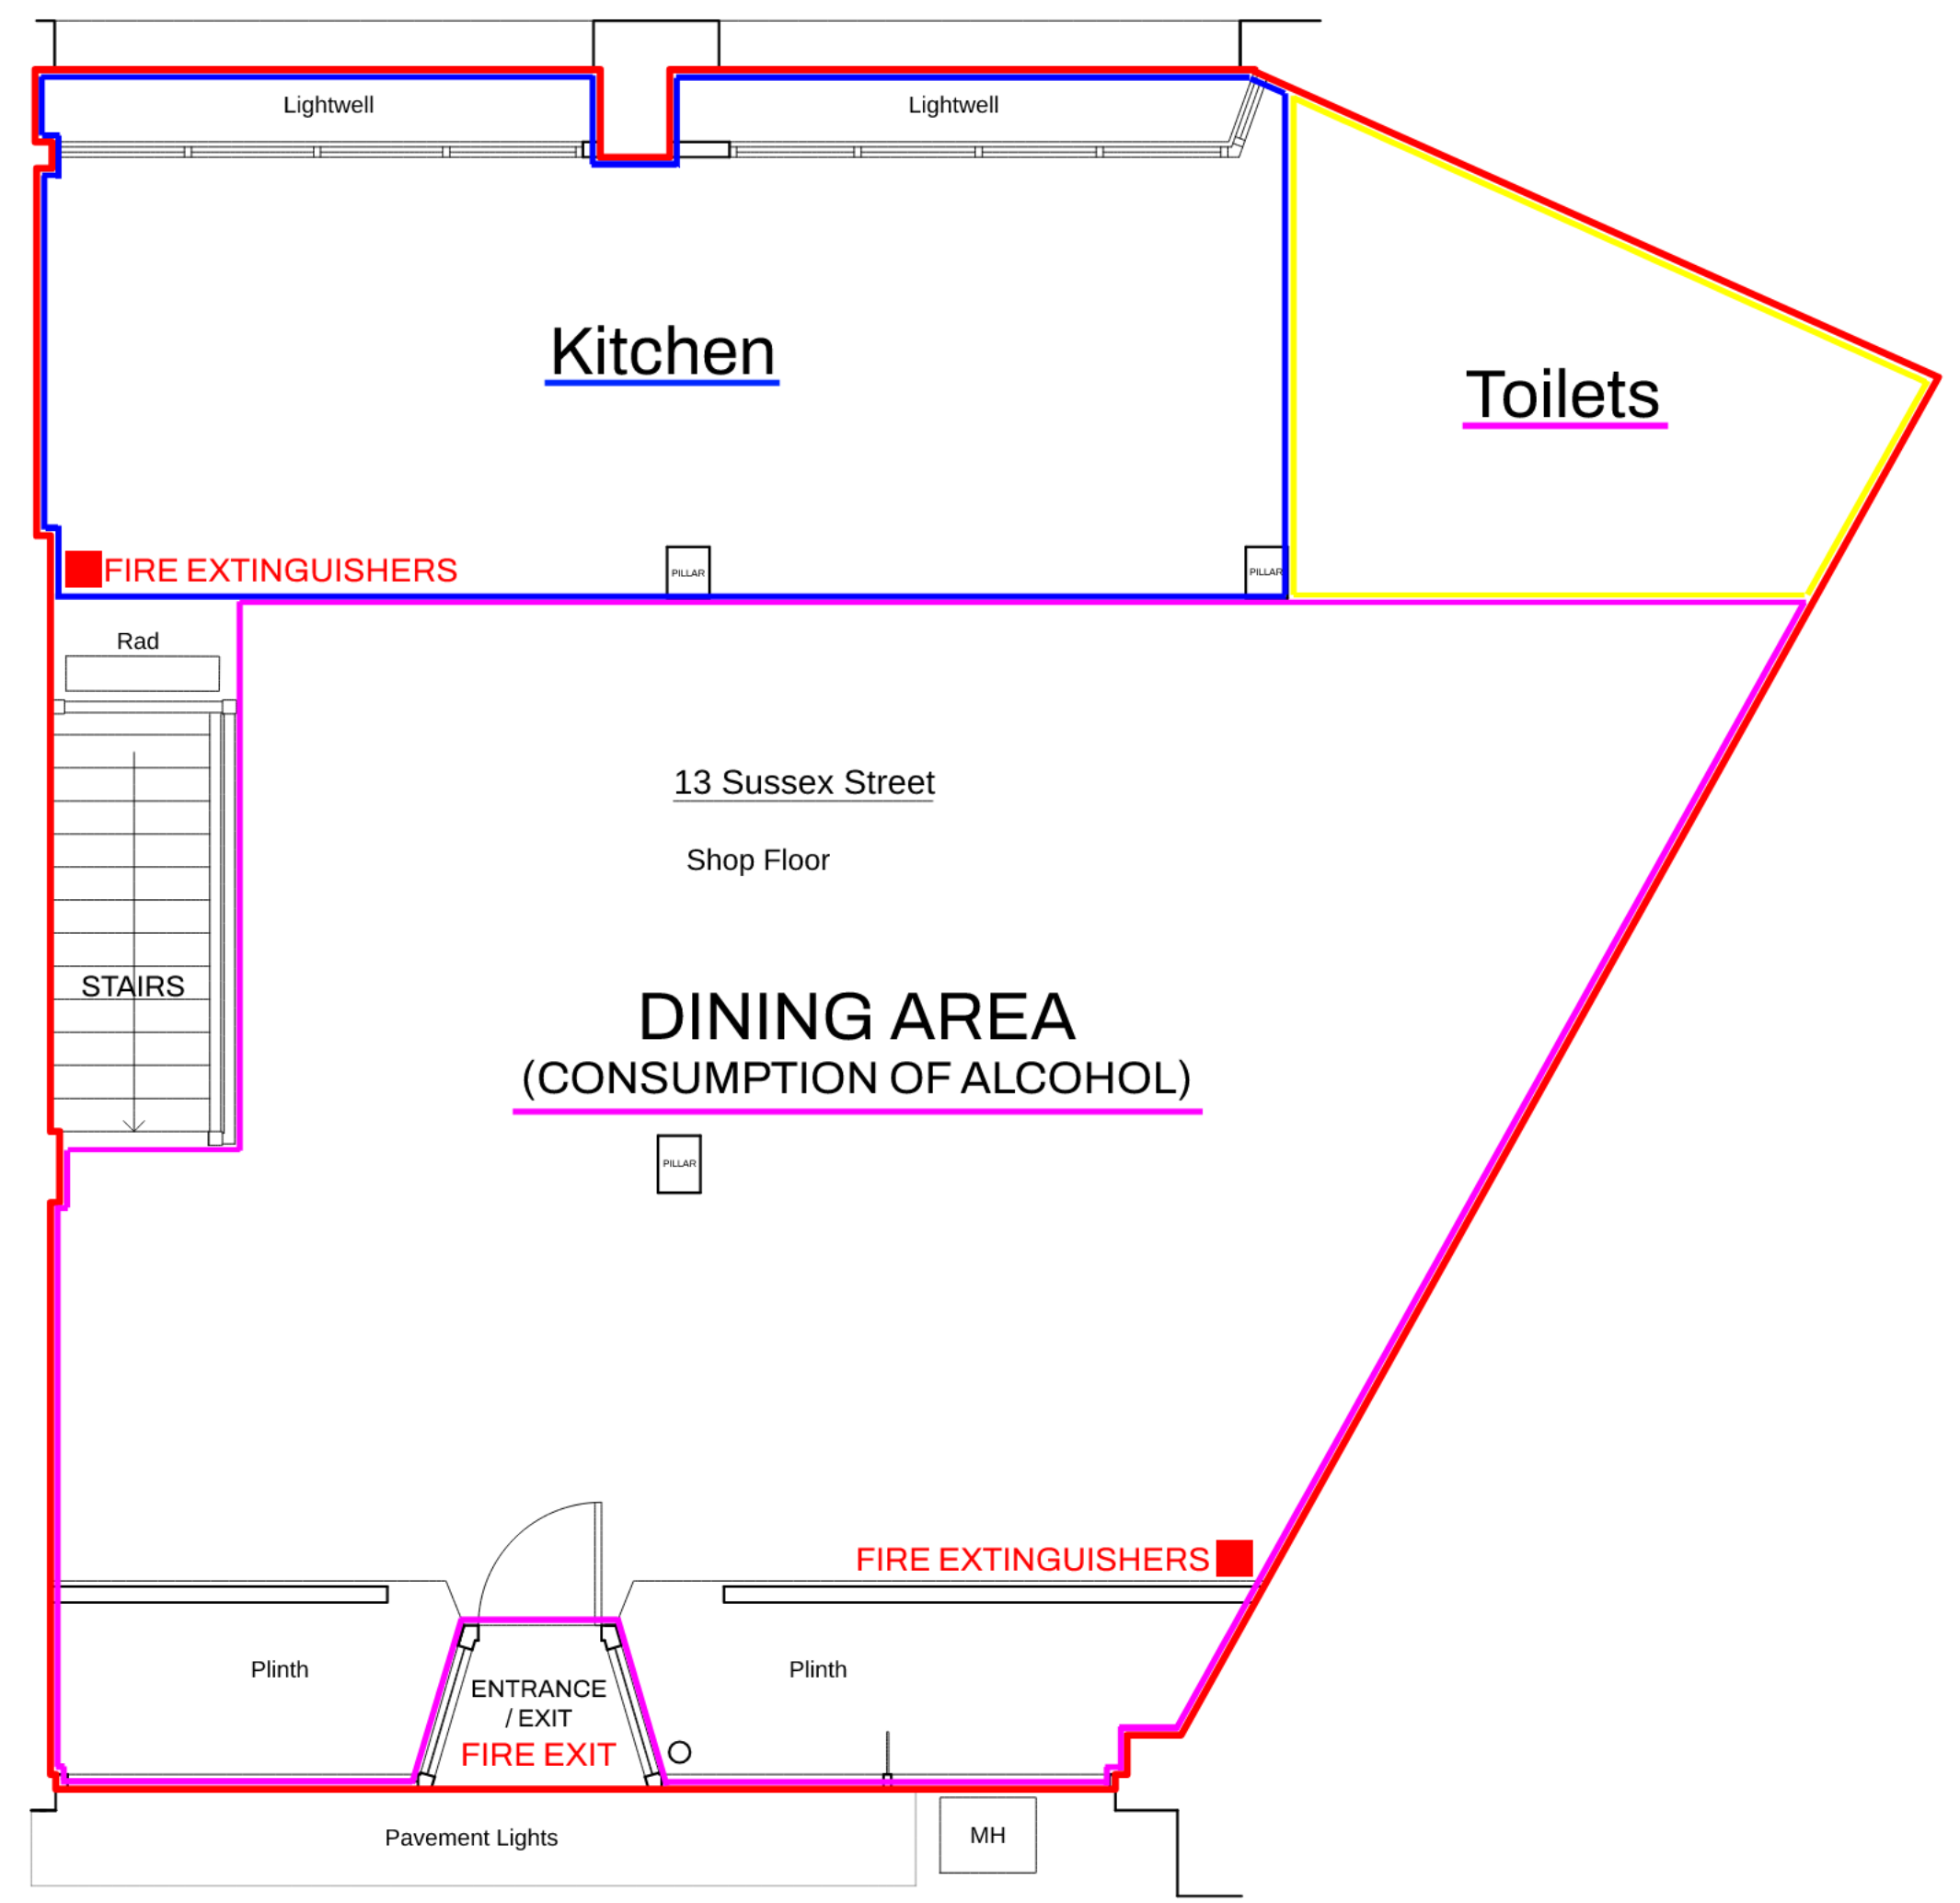 Lightwell
Lightwell
Kitchen
Toilets
FIRE EXTINGUISHERS
PILLAR
PILLAR
Rad
13 Sussex Street
Shop Floor
STAIRS
DINING AREA
(CONSUMPTION OF ALCOHOL)
PILLAR
FIRE EXTINGUISHERS
Plinth
Plinth
ENTRANCE
/ EXIT
FIRE EXIT
Pavement Lights
MH